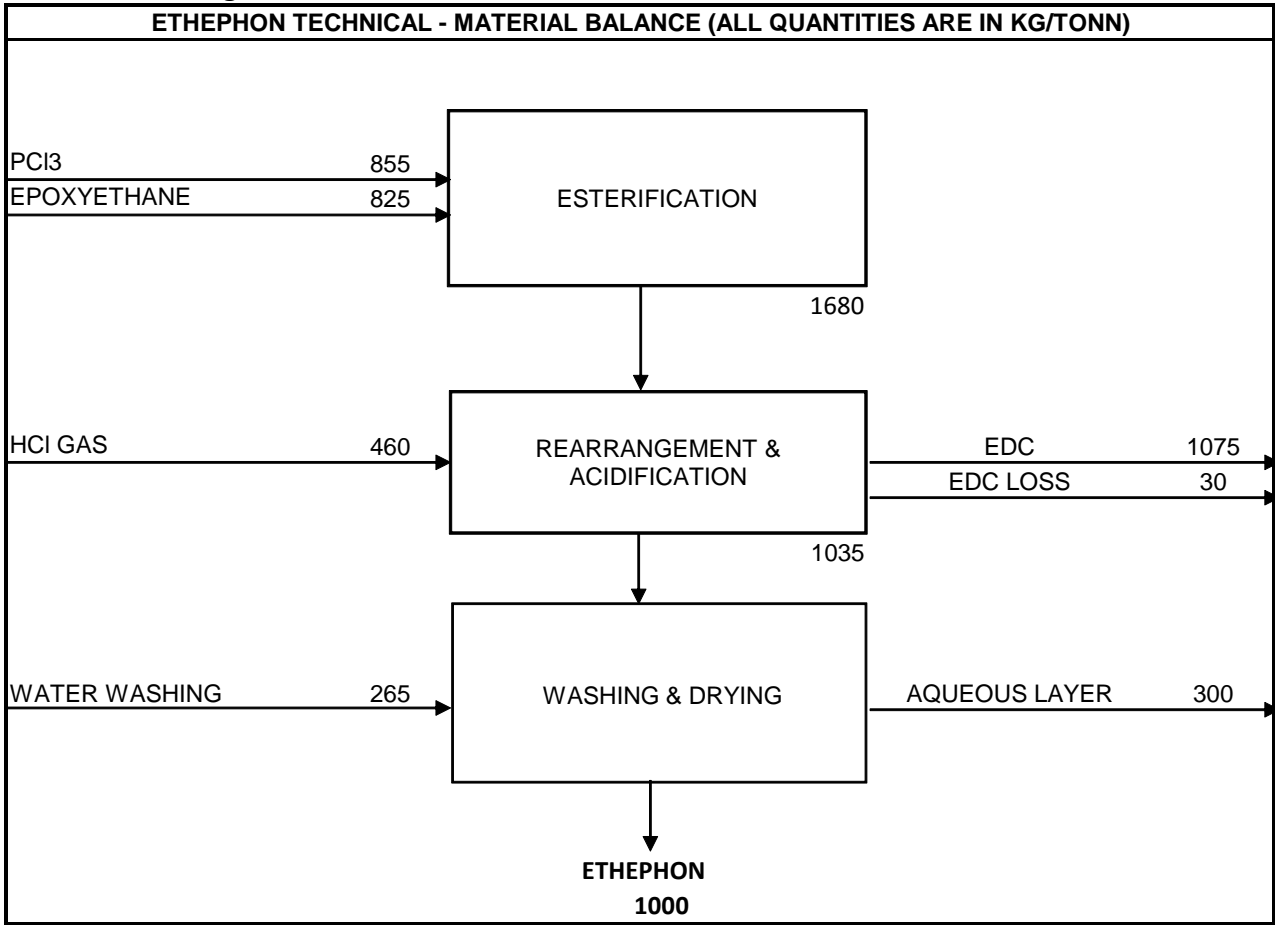 ETHEPHON TECHNICAL - MATERIAL BALANCE (ALL QUANTITIES ARE IN KG/TONN)
PCl3 855
EPOXYETHANE 825
ESTERIFICATION
1680
HCl GAS 460
REARRANGEMENT &
ACIDIFICATION
EDC 1075
EDC LOSS 30
1035
WATER WASHING 265
WASHING & DRYING
AQUEOUS LAYER 300
ETHEPHON
1000